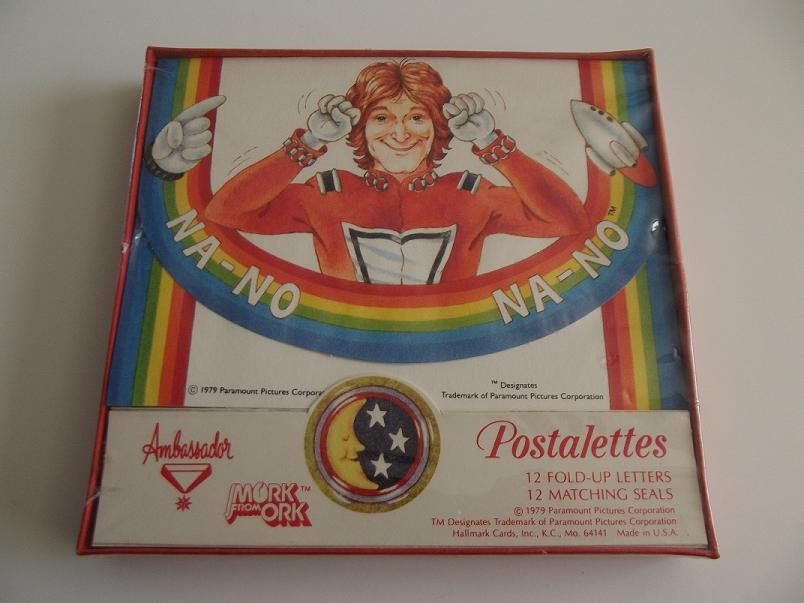 NA-NO NA-NO™
© 1979 Paramount Pictures Corpora
™ Designates
Trademark of Paramount Pictures Corporation
Ambassador
MORK FROM ORK™
Postalettes
12 FOLD-UP LETTERS
12 MATCHING SEALS
© 1979 Paramount Pictures Corporation
TM Designates Trademark of Paramount Pictures Corporation
Hallmark Cards, Inc., K.C., Mo. 64141 Made in U.S.A.